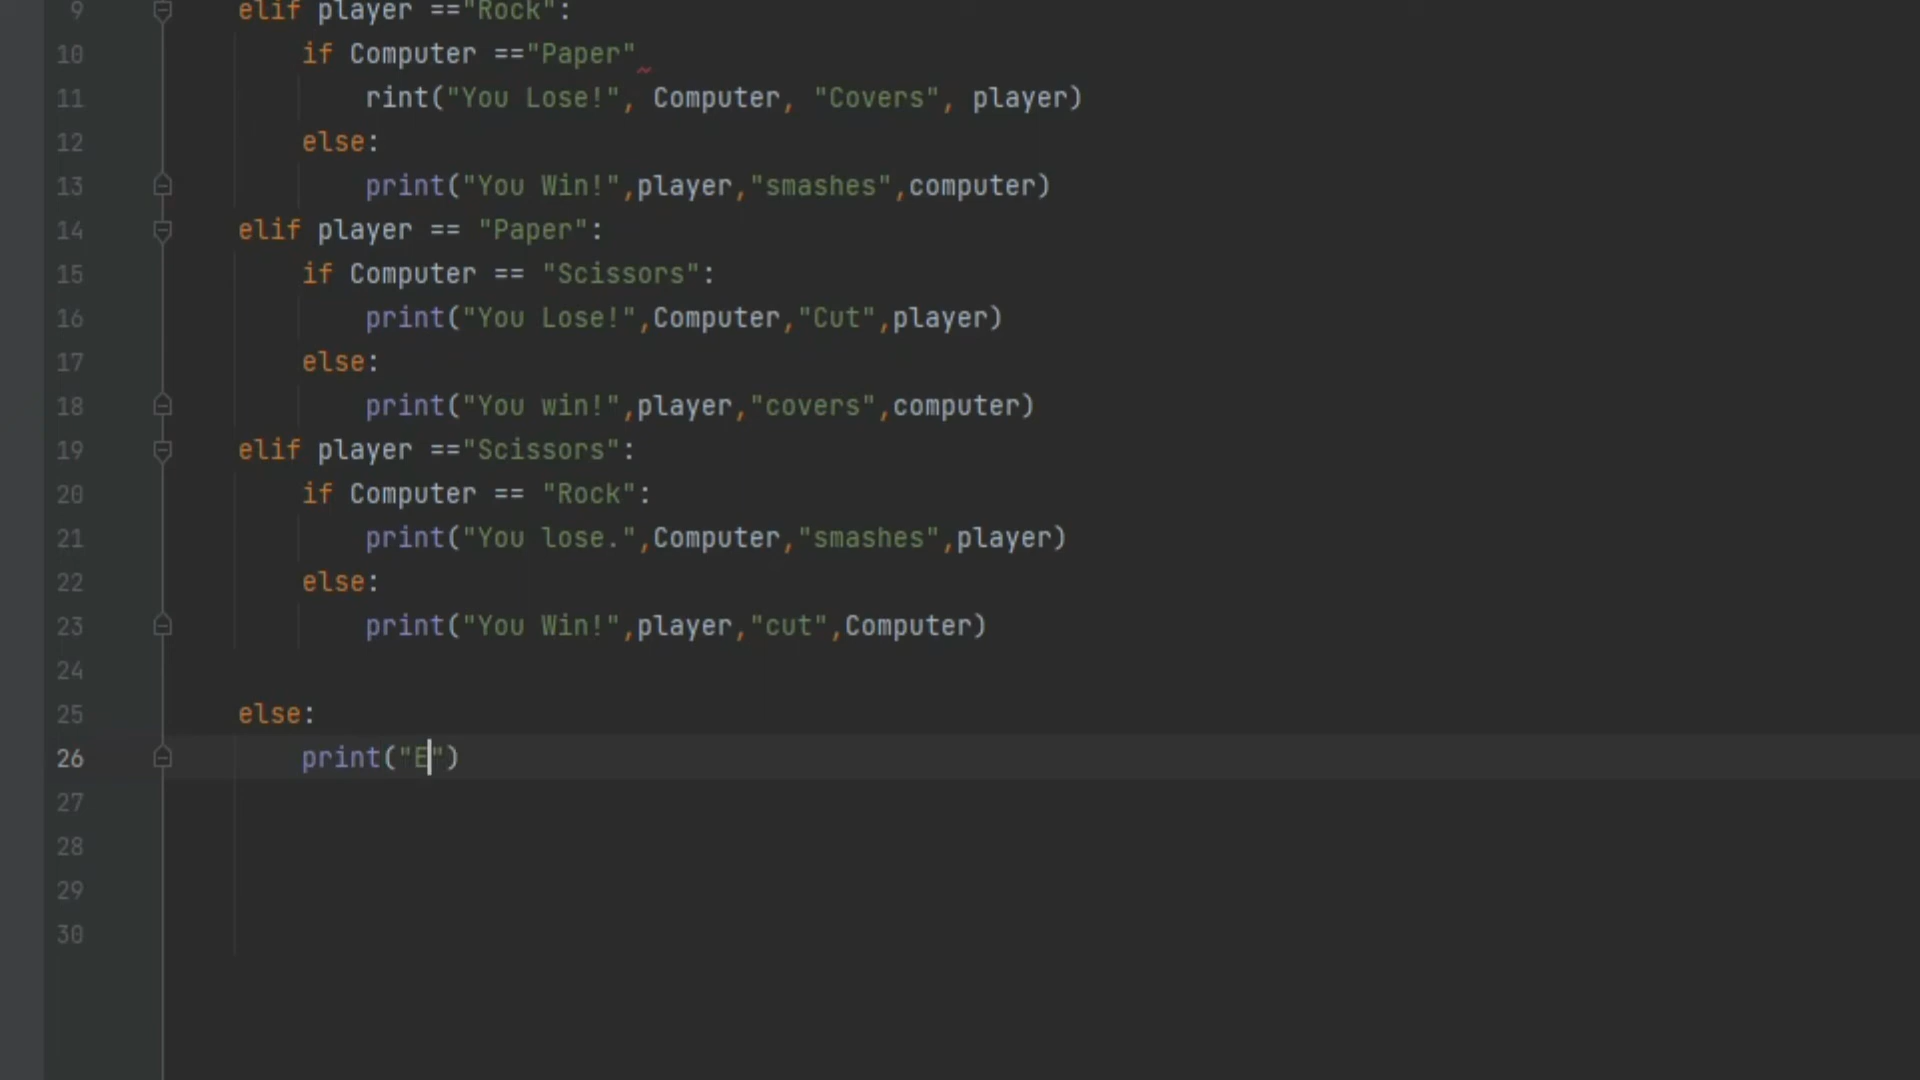 9 elif player =="Rock":
10 if Computer =="Paper"
11 rint("You Lose!", Computer, "Covers", player)
12 else:
13 print("You Win!",player,"smashes",computer)
14 elif player == "Paper":
15 if Computer == "Scissors":
16 print("You Lose!",Computer,"Cut",player)
17 else:
18 print("You win!",player,"covers",computer)
19 elif player =="Scissors":
20 if Computer == "Rock":
21 print("You lose.",Computer,"smashes",player)
22 else:
23 print("You Win!",player,"cut",Computer)
24
25 else:
26 print("E")
27
28
29
30